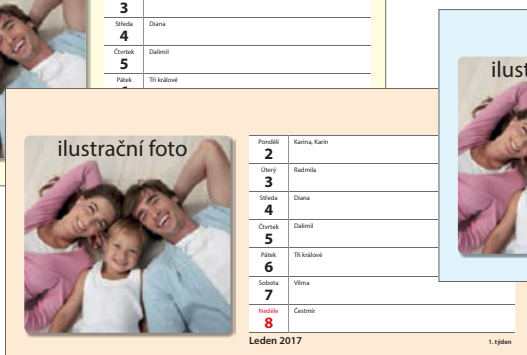 3
Středa Diana
4
Čtvrtek Dalimil
5
Pátek Tři králové
ilustrační foto
Pondělí Karina, Karin
2
Úterý Radmila
3
Středa Diana
4
Čtvrtek Dalimil
5
Pátek Tři králové
6
Sobota Vilma
7
Neděle Čestmír
8
Leden 2017 1. týden
ilust